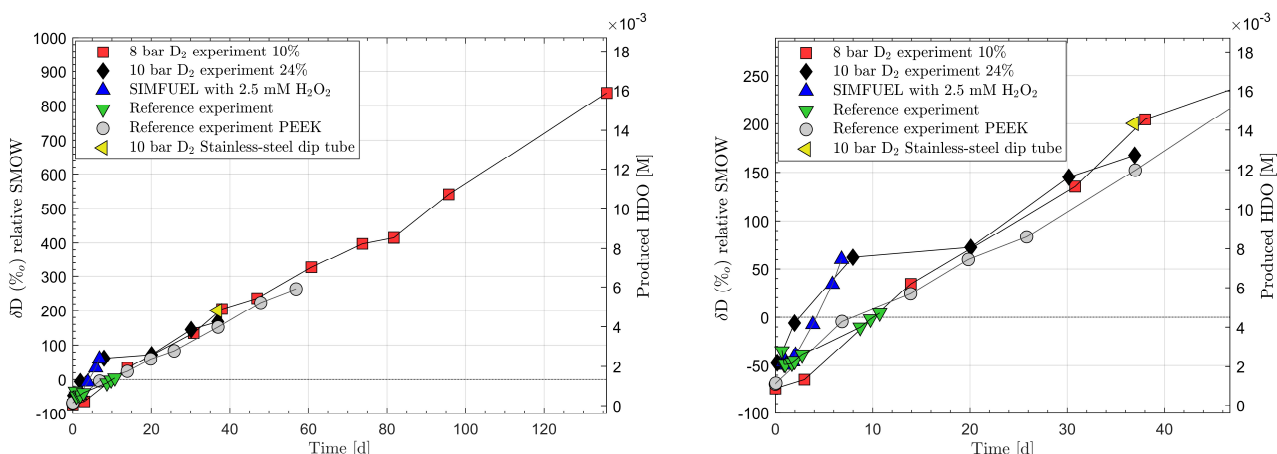 ×10⁻³
1000
900
800
700
600
500
400
300
200
100
0
-100
δD (‰) relative SMOW
8 bar D₂ experiment 10%
10 bar D₂ experiment 24%
SIMFUEL with 2.5 mM H₂O₂
Reference experiment
Reference experiment PEEK
10 bar D₂ Stainless-steel dip tube
18
16
14
12
10
8
6
4
2
0
Produced HDO [M]
0 20 40 60 80 100 120
Time [d]
×10⁻³
250
200
150
100
50
0
-50
-100
δD (‰) relative SMOW
8 bar D₂ experiment 10%
10 bar D₂ experiment 24%
SIMFUEL with 2.5 mM H₂O₂
Reference experiment
Reference experiment PEEK
10 bar D₂ Stainless-steel dip tube
18
16
14
12
10
8
6
4
2
0
Produced HDO [M]
0 10 20 30 40
Time [d]